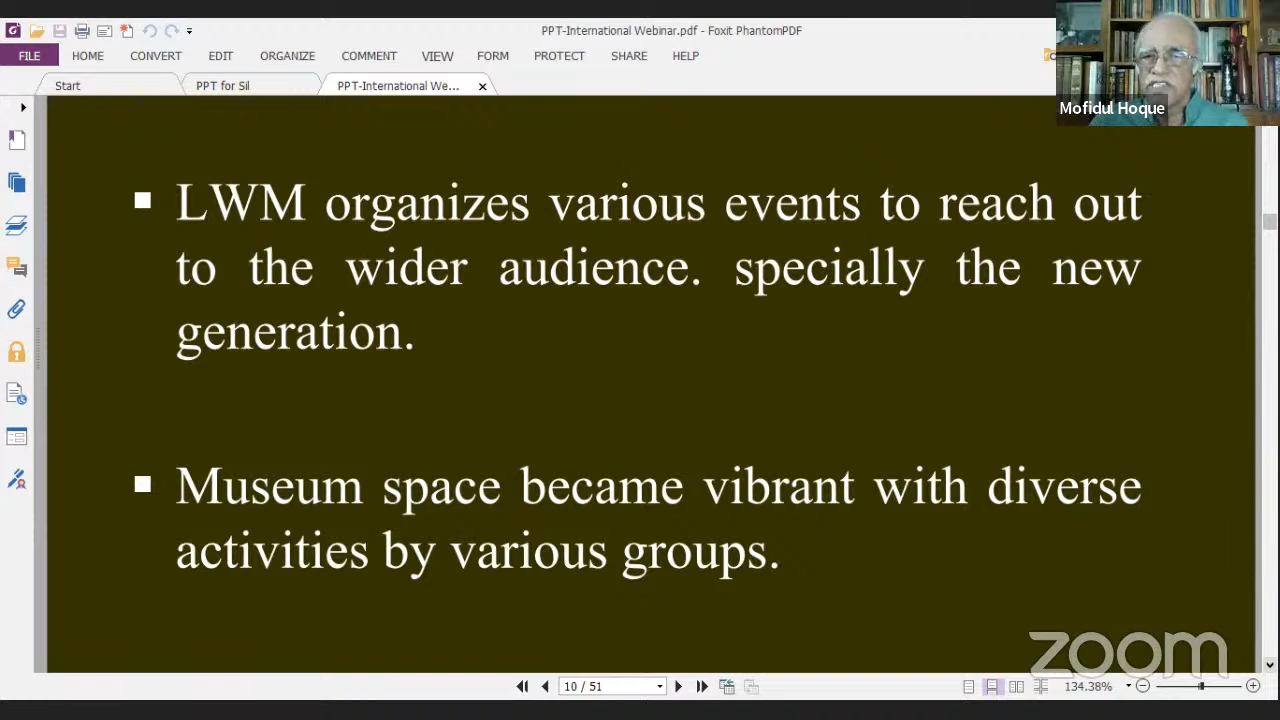 PPT-International Webinar.pdf - Foxit PhantomPDF
FILE HOME CONVERT EDIT ORGANIZE COMMENT VIEW FORM PROTECT SHARE HELP
Start PPT for Sil PPT-International We...
Mofidul Hoque
LWM organizes various events to reach out
to the wider audience. specially the new
generation.
Museum space became vibrant with diverse
activities by various groups.
zoom
10 / 51 134.38%